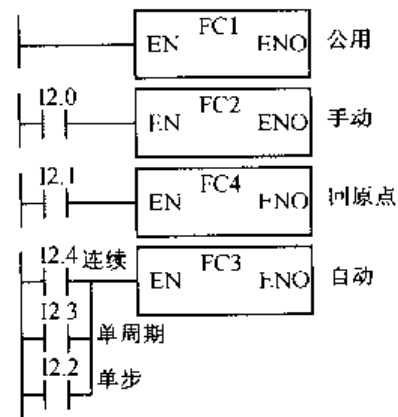 FC1
EN ENO 公用
I2.0 FC2
EN ENO 手动
I2.1 FC4
EN ENO 回原点
I2.4 连续 FC3
EN ENO 自动
I2.3 单周期
I2.2 单步